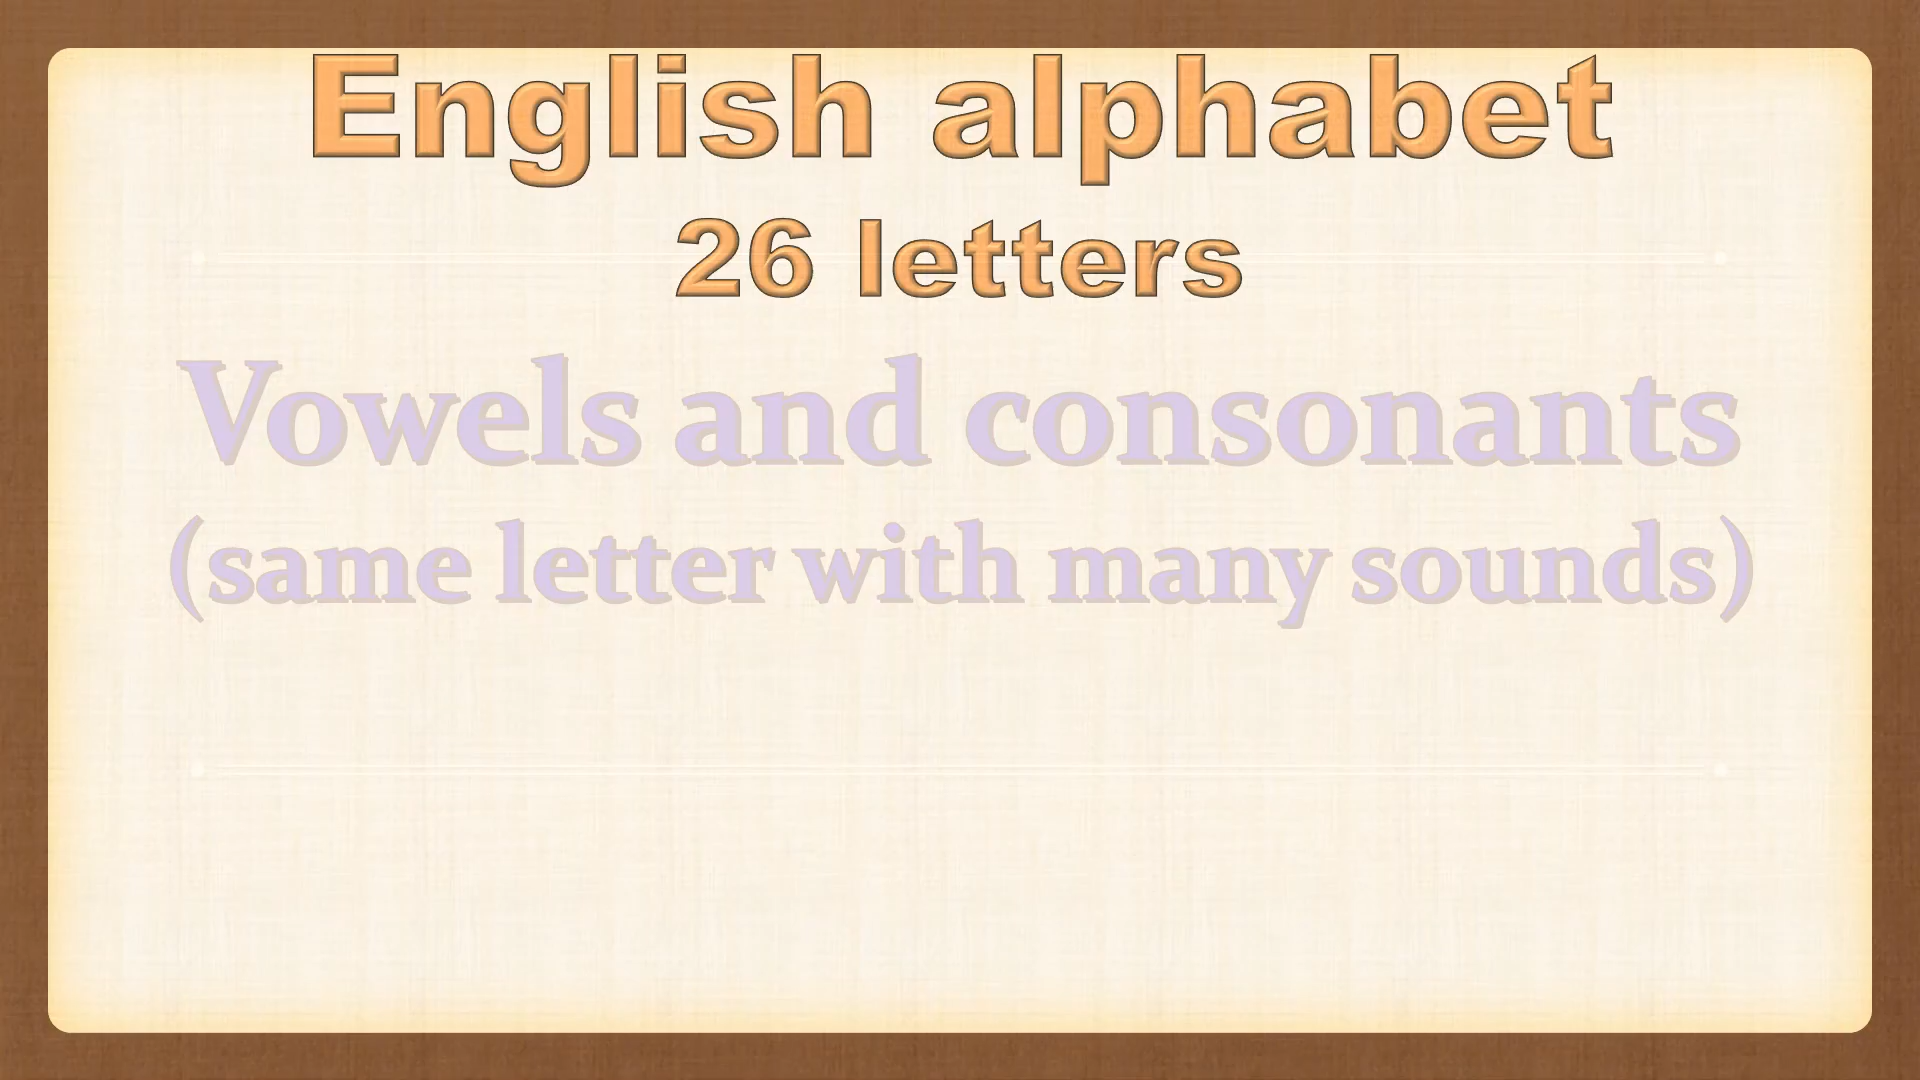 English alphabet
26 letters
Vowels and consonants
(same letter with many sounds)